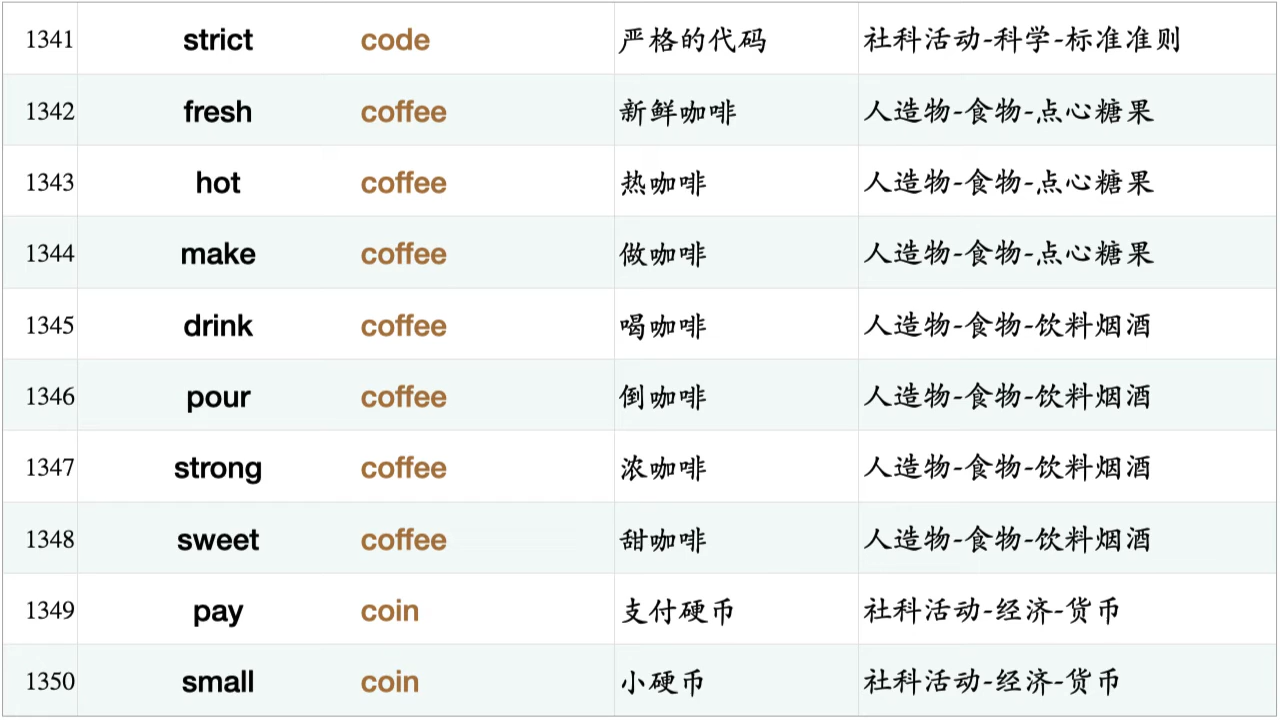 1341 strict code 严格的代码 社科活动-科学-标准准则
1342 fresh coffee 新鲜咖啡 人造物-食物-点心糖果
1343 hot coffee 热咖啡 人造物-食物-点心糖果
1344 make coffee 做咖啡 人造物-食物-点心糖果
1345 drink coffee 喝咖啡 人造物-食物-饮料烟酒
1346 pour coffee 倒咖啡 人造物-食物-饮料烟酒
1347 strong coffee 浓咖啡 人造物-食物-饮料烟酒
1348 sweet coffee 甜咖啡 人造物-食物-饮料烟酒
1349 pay coin 支付硬币 社科活动-经济-货币
1350 small coin 小硬币 社科活动-经济-货币